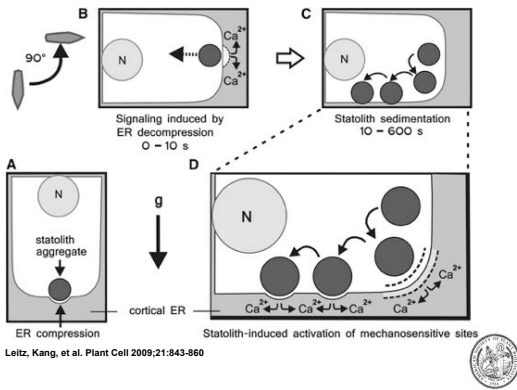 B
C
90°
N
Ca2+
Ca2+
N
Signaling induced by
ER decompression
0 – 10 s
Statolith sedimentation
10 – 600 s
A
D
N
statolith
aggregate
g
N
Ca2+
Ca2+
Ca2+
Ca2+
Ca2+
cortical ER
ER compression
Statolith-induced activation of mechanosensitive sites
Leitz, Kang, et al. Plant Cell 2009;21:843-860